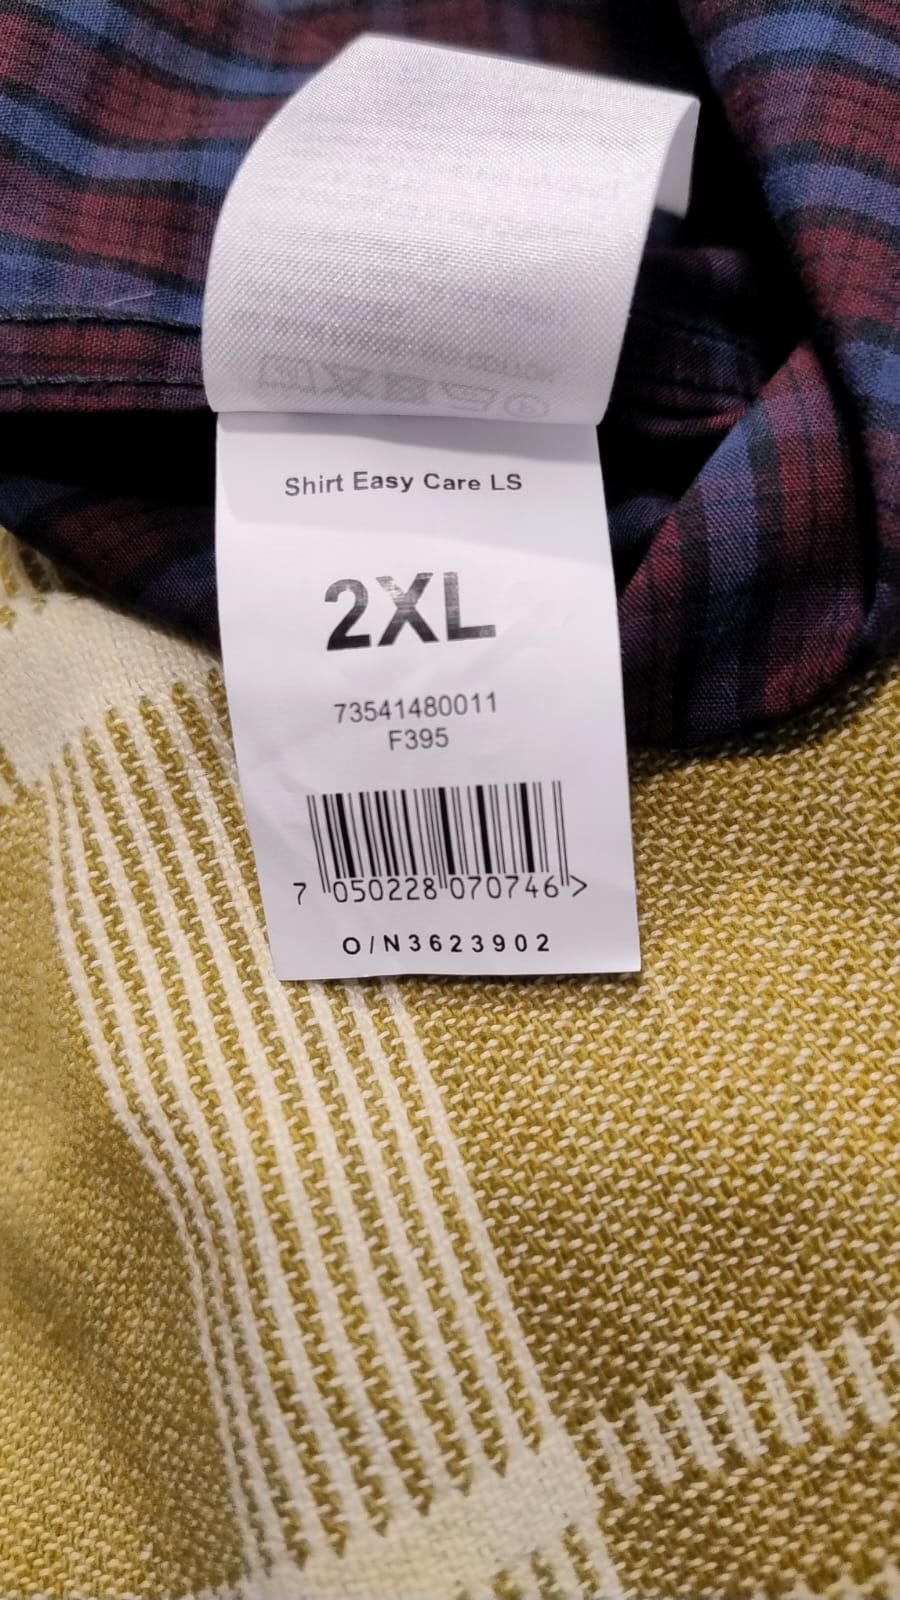 Shirt Easy Care LS
2XL
73541480011
F395
7 050228 070746 >
O/N3623902